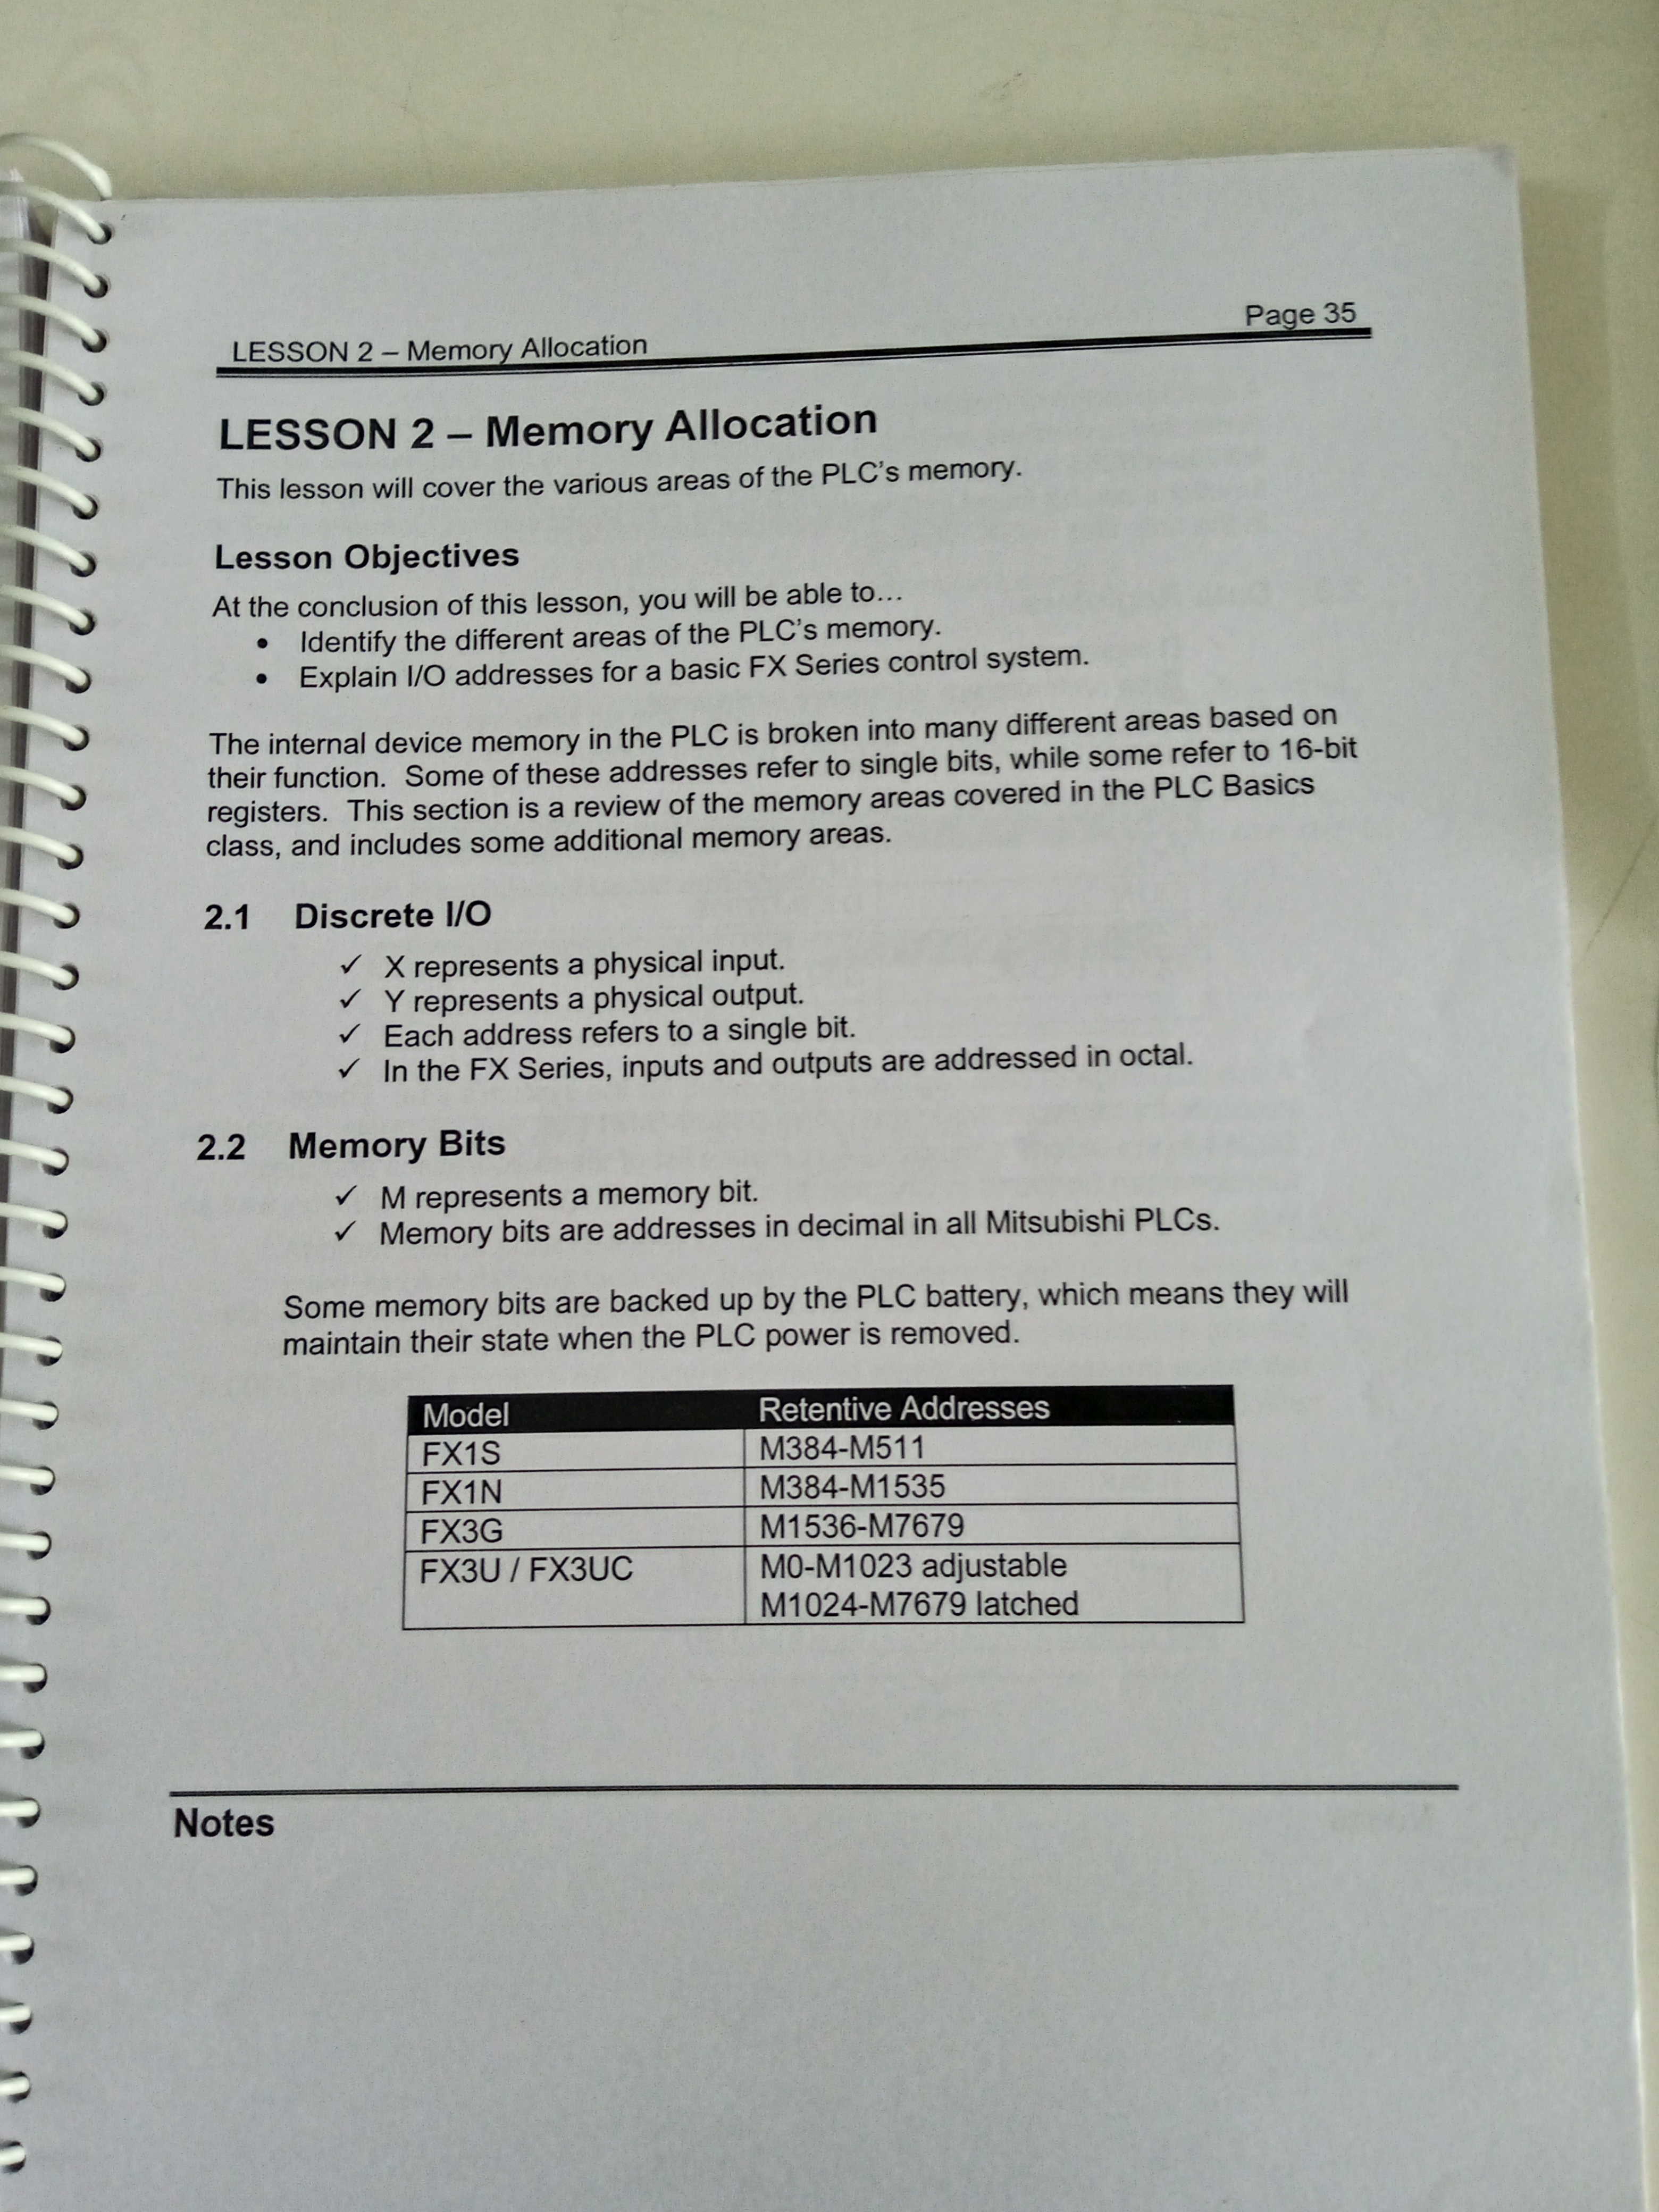 LESSON 2 – Memory Allocation Page 35
LESSON 2 – Memory Allocation
This lesson will cover the various areas of the PLC's memory.
Lesson Objectives
At the conclusion of this lesson, you will be able to…
• Identify the different areas of the PLC's memory.
• Explain I/O addresses for a basic FX Series control system.
The internal device memory in the PLC is broken into many different areas based on
their function. Some of these addresses refer to single bits, while some refer to 16-bit
registers. This section is a review of the memory areas covered in the PLC Basics
class, and includes some additional memory areas.
2.1 Discrete I/O
✓ X represents a physical input.
✓ Y represents a physical output.
✓ Each address refers to a single bit.
✓ In the FX Series, inputs and outputs are addressed in octal.
2.2 Memory Bits
✓ M represents a memory bit.
✓ Memory bits are addresses in decimal in all Mitsubishi PLCs.
Some memory bits are backed up by the PLC battery, which means they will
maintain their state when the PLC power is removed.
Model Retentive Addresses
FX1S M384-M511
FX1N M384-M1535
FX3G M1536-M7679
FX3U / FX3UC M0-M1023 adjustable
M1024-M7679 latched
Notes